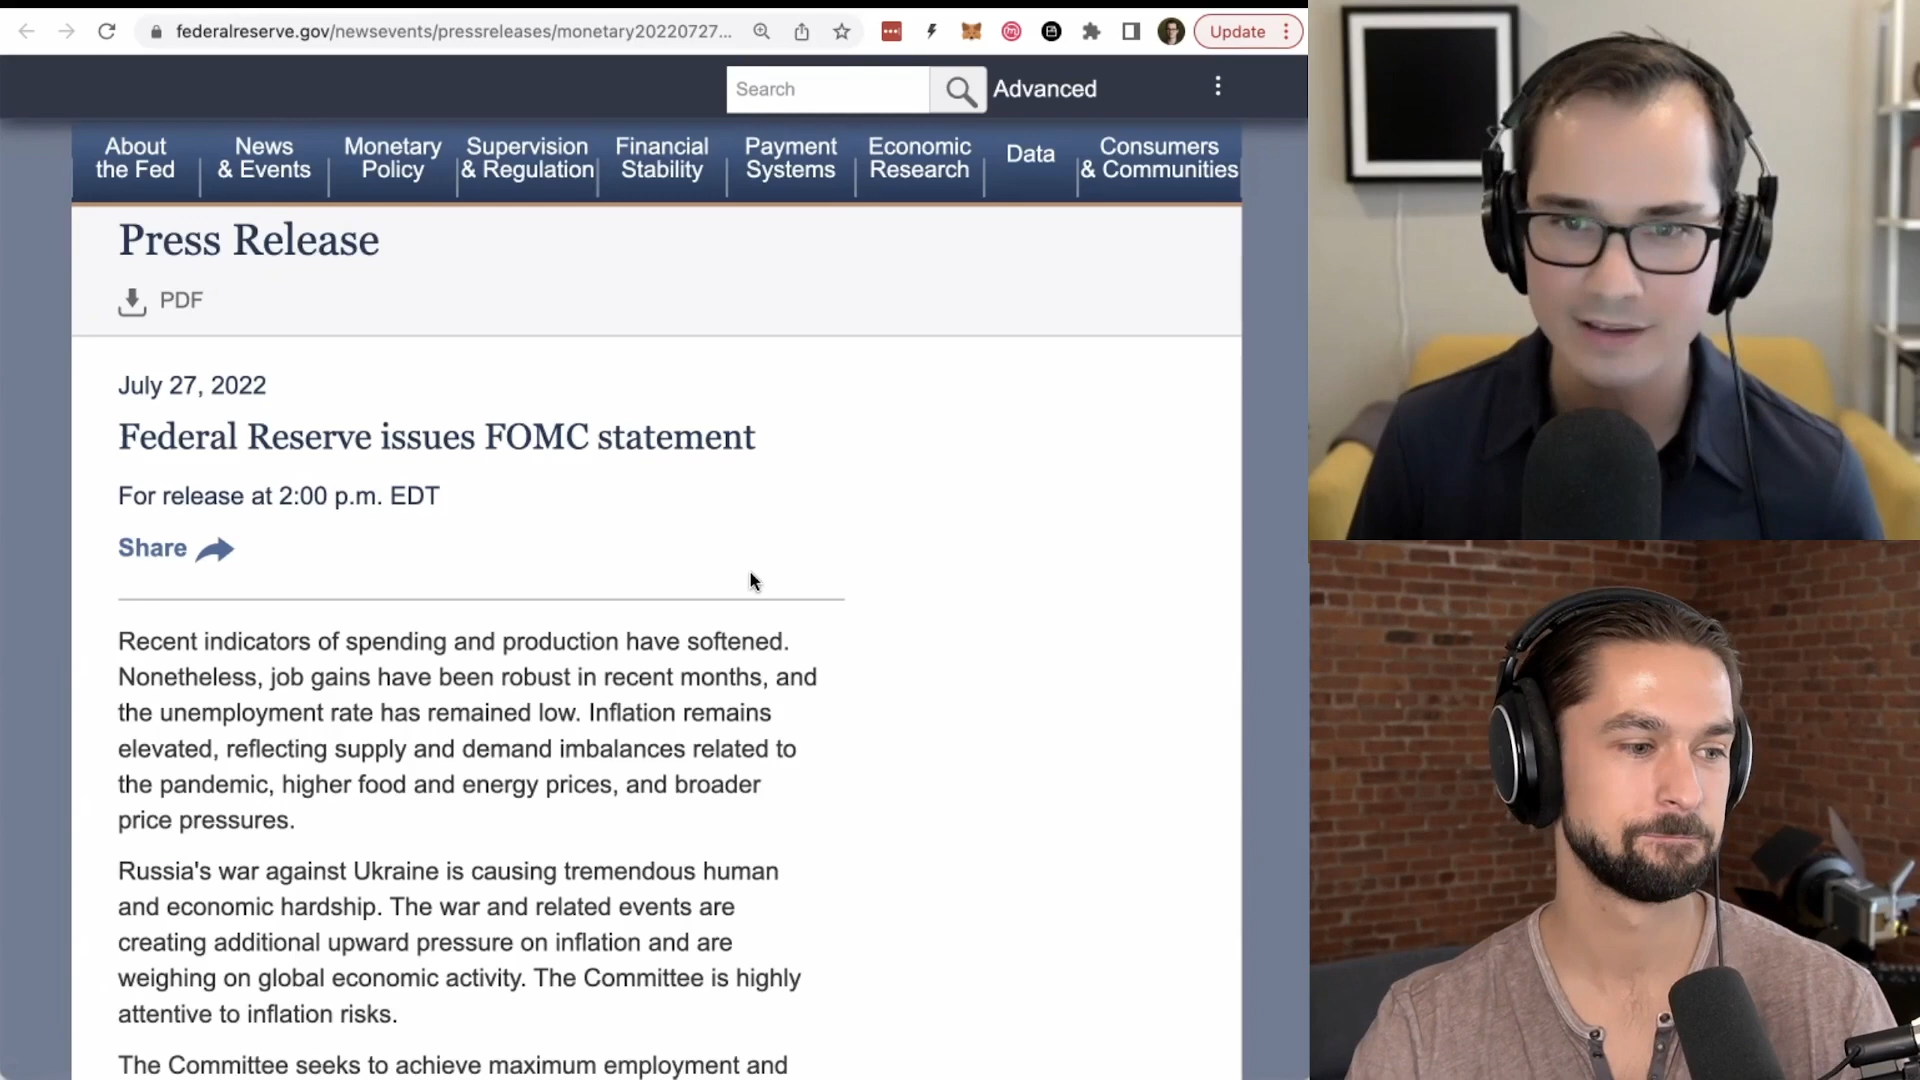 federalreserve.gov/newsevents/pressreleases/monetary20220727...
Update
Search
Advanced
About
the Fed
News
& Events
Monetary
Policy
Supervision
& Regulation
Financial
Stability
Payment
Systems
Economic
Research
Data
Consumers
& Communities
Press Release
PDF
July 27, 2022
Federal Reserve issues FOMC statement
For release at 2:00 p.m. EDT
Share
Recent indicators of spending and production have softened.
Nonetheless, job gains have been robust in recent months, and
the unemployment rate has remained low. Inflation remains
elevated, reflecting supply and demand imbalances related to
the pandemic, higher food and energy prices, and broader
price pressures.
Russia's war against Ukraine is causing tremendous human
and economic hardship. The war and related events are
creating additional upward pressure on inflation and are
weighing on global economic activity. The Committee is highly
attentive to inflation risks.
The Committee seeks to achieve maximum employment and